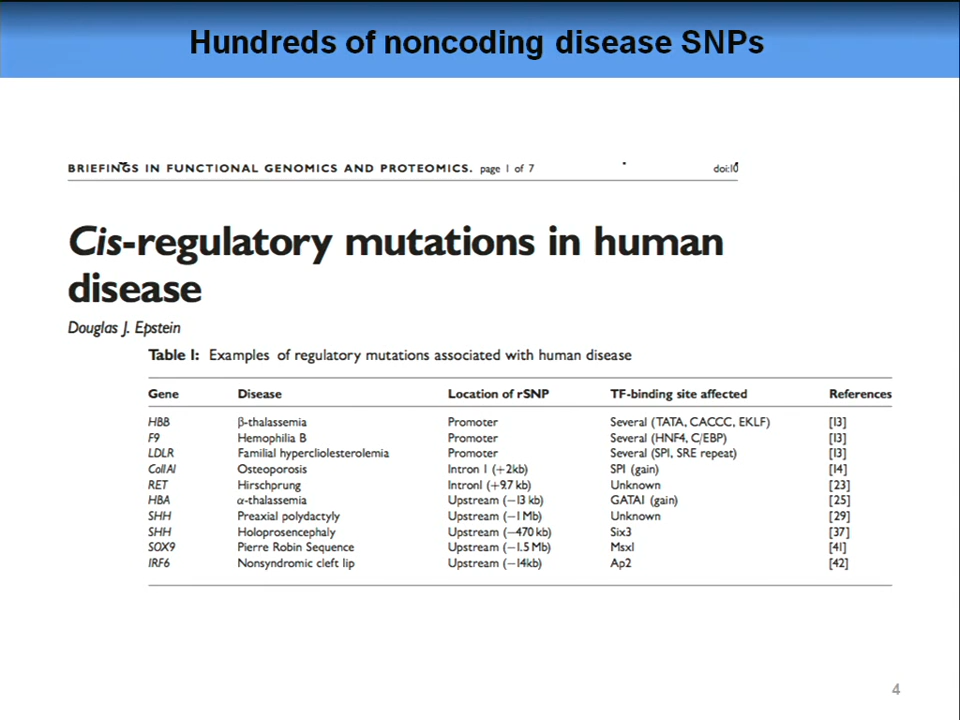 Hundreds of noncoding disease SNPs
BRIEFINGS IN FUNCTIONAL GENOMICS AND PROTEOMICS. page 1 of 7 doi:10
Cis-regulatory mutations in human
disease
Douglas J. Epstein
Table 1: Examples of regulatory mutations associated with human disease
Gene Disease Location of rSNP TF-binding site affected References
HBB β-thalassemia Promoter Several (TATA, CACCC, EKLF) [13]
F9 Hemophilia B Promoter Several (HNF4, C/EBP) [13]
LDLR Familial hypercliolesterolemia Promoter Several (SP1, SRE repeat) [13]
CollA1 Osteoporosis Intron 1 (+2kb) SP1 (gain) [14]
RET Hirschprung Intron1 (+9.7 kb) Unknown [23]
HBA α-thalassemia Upstream (−13 kb) GATA1 (gain) [25]
SHH Preaxial polydactyly Upstream (−1 Mb) Unknown [29]
SHH Holoprosencephaly Upstream (−470 kb) Six3 [37]
SOX9 Pierre Robin Sequence Upstream (−1.5 Mb) Msx1 [41]
IRF6 Nonsyndromic cleft lip Upstream (−14kb) Ap2 [42]
4